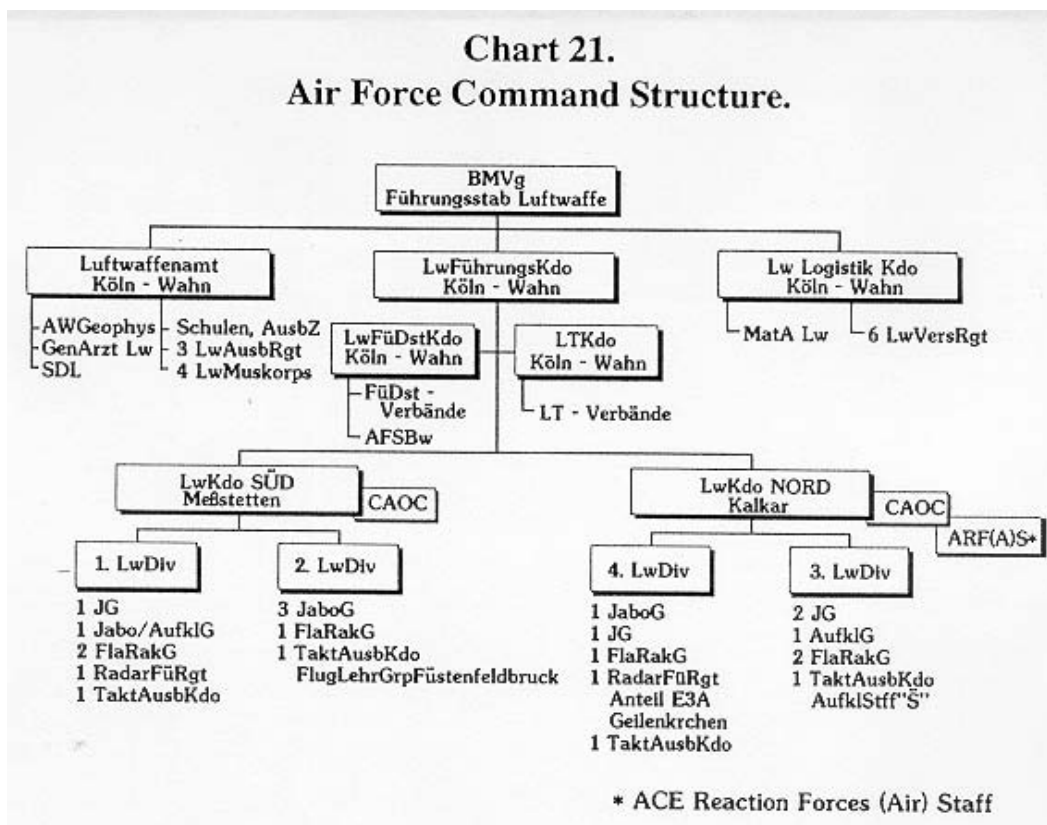 Chart 21.
Air Force Command Structure.
BMVg
Führungsstab Luftwaffe
Luftwaffenamt
Köln - Wahn
AWGeophys
GenArzt Lw
SDL
Schulen, AusbZ
3 LwAusbRgt
4 LwMuskorps
LwFührungsKdo
Köln - Wahn
Lw Logistik Kdo
Köln - Wahn
MatA Lw
6 LwVersRgt
LwFüDstKdo
Köln - Wahn
FüDst -
Verbände
AFSBw
LTKdo
Köln - Wahn
LT - Verbände
LwKdo SÜD
Meßstetten
CAOC
LwKdo NORD
Kalkar
CAOC
ARF(A)S*
1. LwDiv
1 JG
1 Jabo/AufklG
2 FlaRakG
1 RadarFüRgt
1 TaktAusbKdo
2. LwDiv
3 JaboG
1 FlaRakG
1 TaktAusbKdo
FlugLehrGrpFüstenfeldbruck
4. LwDiv
1 JaboG
1 JG
1 FlaRakG
1 RadarFüRgt
Anteil E3A
Geilenkrchen
1 TaktAusbKdo
3. LwDiv
2 JG
1 AufklG
2 FlaRakG
1 TaktAusbKdo
AufklStff"S"
* ACE Reaction Forces (Air) Staff